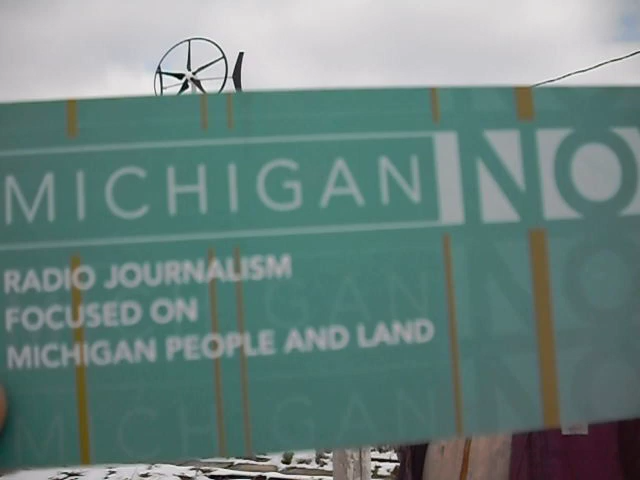 MICHIGAN NO
RADIO JOURNALISM
FOCUSED ON
MICHIGAN PEOPLE AND LAND